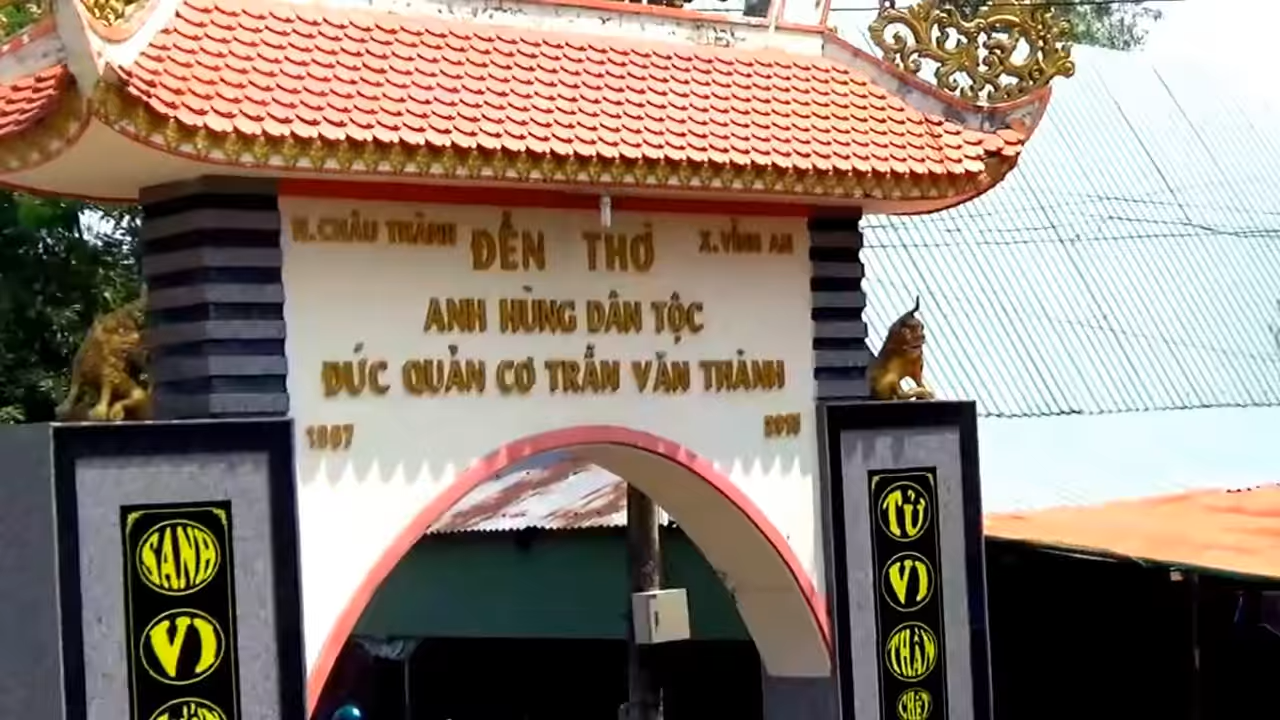 H. CHÂU THÀNH
ĐỀN THỜ
X. VĨNH AN
ANH HÙNG DÂN TỘC
ĐỨC QUẢN CƠ TRẦN VĂN THÀNH
1867
SANH
VI
TỬ
VI
THẦN